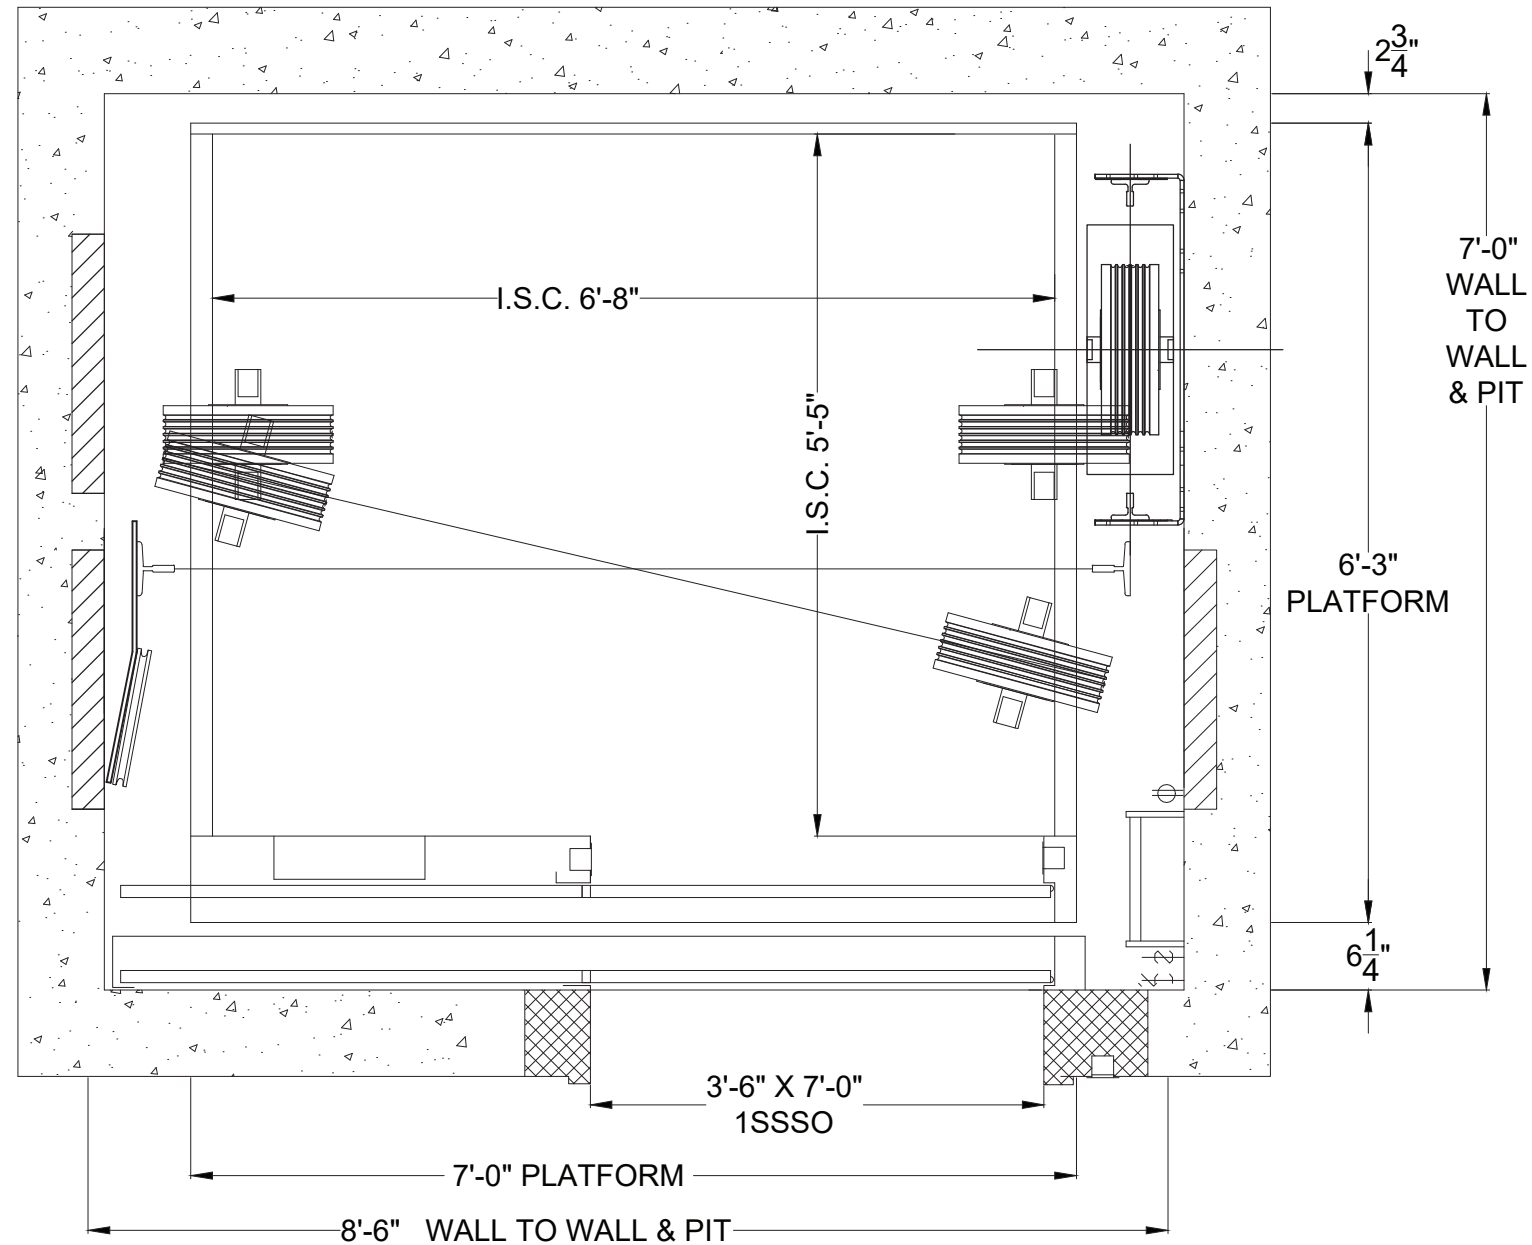 2 3/4"
7'-0"
WALL
TO
WALL
& PIT
I.S.C. 6'-8"
I.S.C. 5'-5"
6'-3"
PLATFORM
6 1/4"
3'-6" X 7'-0"
1SSSO
7'-0" PLATFORM
8'-6" WALL TO WALL & PIT